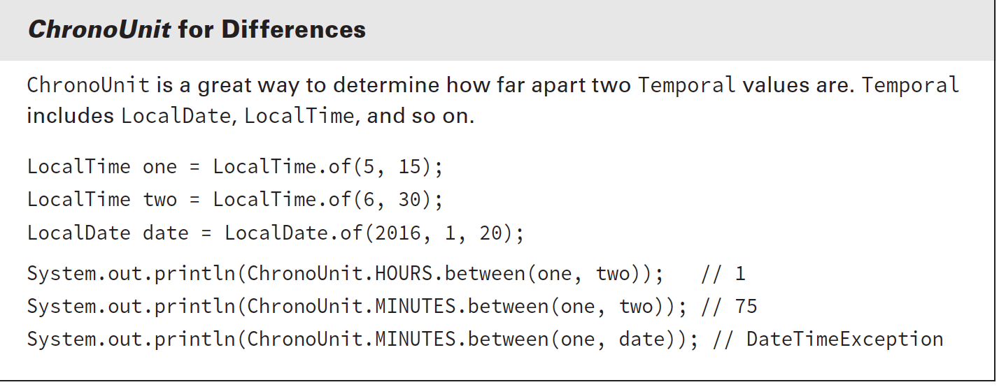 ChronoUnit for Differences
ChronoUnit is a great way to determine how far apart two Temporal values are. Temporal
includes LocalDate, LocalTime, and so on.
LocalTime one = LocalTime.of(5, 15);
LocalTime two = LocalTime.of(6, 30);
LocalDate date = LocalDate.of(2016, 1, 20);
System.out.println(ChronoUnit.HOURS.between(one, two));   // 1
System.out.println(ChronoUnit.MINUTES.between(one, two)); // 75
System.out.println(ChronoUnit.MINUTES.between(one, date)); // DateTimeException